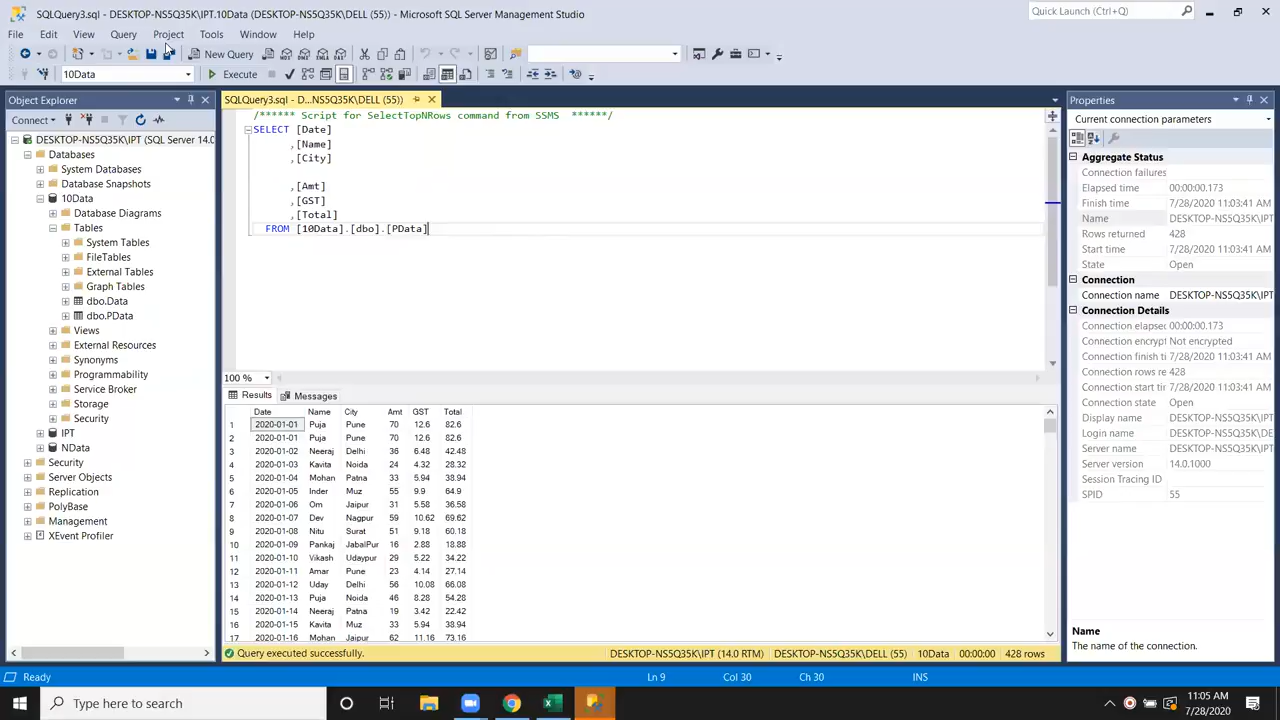 SQLQuery3.sql - DESKTOP-NS5Q35K\IPT.10Data (DESKTOP-NS5Q35K\DELL (55)) - Microsoft SQL Server Management Studio
Quick Launch (Ctrl+Q)
File Edit View Query Project Tools Window Help
New Query
10Data
Execute
Object Explorer
Connect
DESKTOP-NS5Q35K\IPT (SQL Server 14.0
Databases
System Databases
Database Snapshots
10Data
Database Diagrams
Tables
System Tables
FileTables
External Tables
Graph Tables
dbo.Data
dbo.PData
Views
External Resources
Synonyms
Programmability
Service Broker
Storage
Security
IPT
NData
Security
Server Objects
Replication
PolyBase
Management
XEvent Profiler
SQLQuery3.sql - D...NS5Q35K\DELL (55))
/****** Script for SelectTopNRows command from SSMS ******/
SELECT [Date]
,[Name]
,[City]
,[Amt]
,[GST]
,[Total]
FROM [10Data].[dbo].[PData]
100 %
Results Messages
Date Name City Amt GST Total
1 2020-01-01 Puja Pune 70 12.6 82.6
2 2020-01-01 Puja Pune 70 12.6 82.6
3 2020-01-02 Neeraj Delhi 36 6.48 42.48
4 2020-01-03 Kavita Noida 24 4.32 28.32
5 2020-01-04 Mohan Patna 33 5.94 38.94
6 2020-01-05 Inder Muz 55 9.9 64.9
7 2020-01-06 Om Jaipur 31 5.58 36.58
8 2020-01-07 Dev Nagpur 59 10.62 69.62
9 2020-01-08 Nitu Surat 51 9.18 60.18
10 2020-01-09 Pankaj JabalPur 16 2.88 18.88
11 2020-01-10 Vikash Udaypur 29 5.22 34.22
12 2020-01-11 Amar Pune 23 4.14 27.14
13 2020-01-12 Uday Delhi 56 10.08 66.08
14 2020-01-13 Puja Noida 46 8.28 54.28
15 2020-01-14 Neeraj Patna 19 3.42 22.42
16 2020-01-15 Kavita Muz 33 5.94 38.94
17 2020-01-16 Mohan Jaipur 62 11.16 73.16
Query executed successfully.
DESKTOP-NS5Q35K\IPT (14.0 RTM) DESKTOP-NS5Q35K\DELL (55) 10Data 00:00:00 428 rows
Properties
Current connection parameters
Aggregate Status
Connection failures
Elapsed time 00:00:00.173
Finish time 7/28/2020 11:03:41 AM
Name DESKTOP-NS5Q35K\IPT
Rows returned 428
Start time 7/28/2020 11:03:41 AM
State Open
Connection
Connection name DESKTOP-NS5Q35K\IPT
Connection Details
Connection elapse 00:00:00.173
Connection encryp Not encrypted
Connection finish ti 7/28/2020 11:03:41 AM
Connection rows re 428
Connection start tin 7/28/2020 11:03:41 AM
Connection state Open
Display name DESKTOP-NS5Q35K\IPT
Login name DESKTOP-NS5Q35K\DE
Server name DESKTOP-NS5Q35K\IPT
Server version 14.0.1000
Session Tracing ID
SPID 55
Name
The name of the connection.
Ready Ln 9 Col 30 Ch 30 INS
Type here to search
11:05 AM
7/28/2020